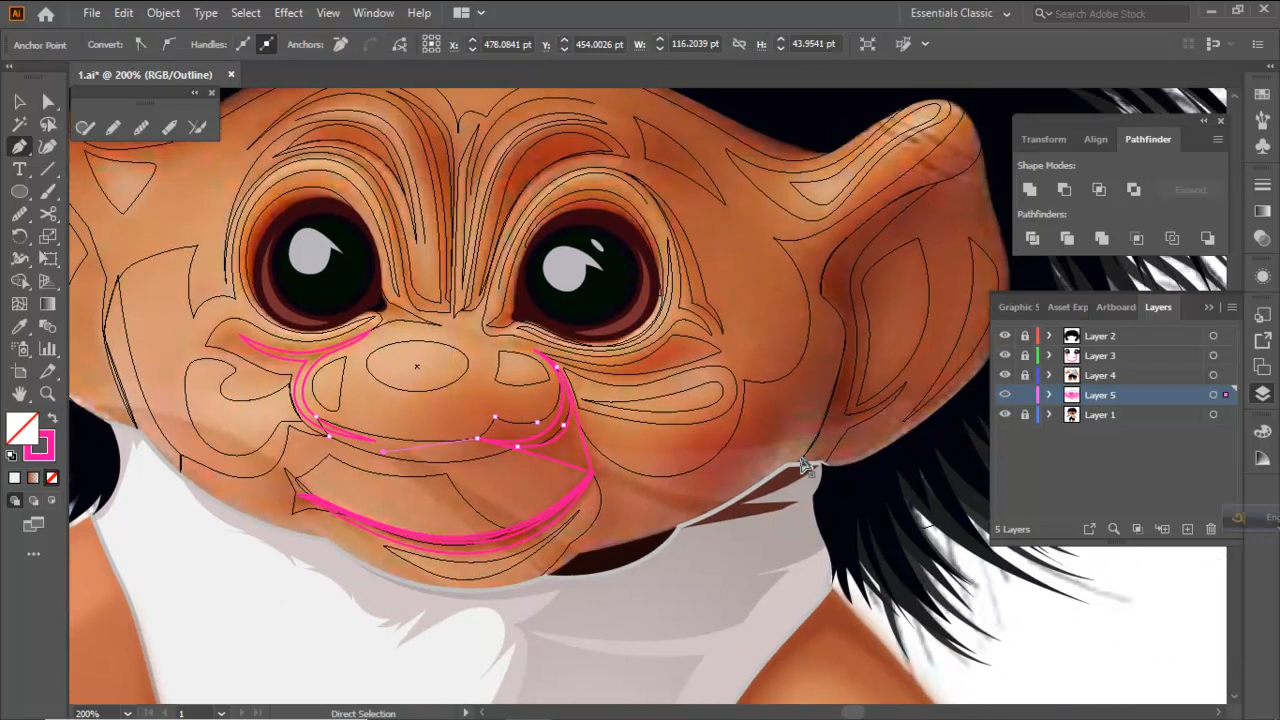 Ai File Edit Object Type Select Effect View Window Help Essentials Classic Search Adobe Stock
Anchor Point Convert: Handles: Anchors: X: 478.0841 pt Y: 454.0026 pt W: 116.2039 pt H: 43.9541 pt
1.ai* @ 200% (RGB/Outline) ×
Transform Align Pathfinder
Shape Modes:
Expand
Pathfinders:
Graphic S Asset Exp Artboard Layers
Layer 2
Layer 3
Layer 4
Layer 5
Layer 1
Eng
5 Layers
200% 1 Direct Selection